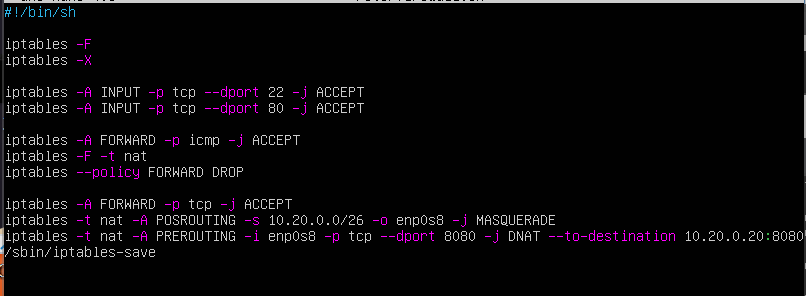 #!/bin/sh
iptables -F
iptables -X
iptables -A INPUT -p tcp --dport 22 -j ACCEPT
iptables -A INPUT -p tcp --dport 80 -j ACCEPT
iptables -A FORWARD -p icmp -j ACCEPT
iptables -F -t nat
iptables --policy FORWARD DROP
iptables -A FORWARD -p tcp -j ACCEPT
iptables -t nat -A POSROUTING -s 10.20.0.0/26 -o enp0s8 -j MASQUERADE
iptables -t nat -A PREROUTING -i enp0s8 -p tcp --dport 8080 -j DNAT --to-destination 10.20.0.20:8080
/sbin/iptables-save